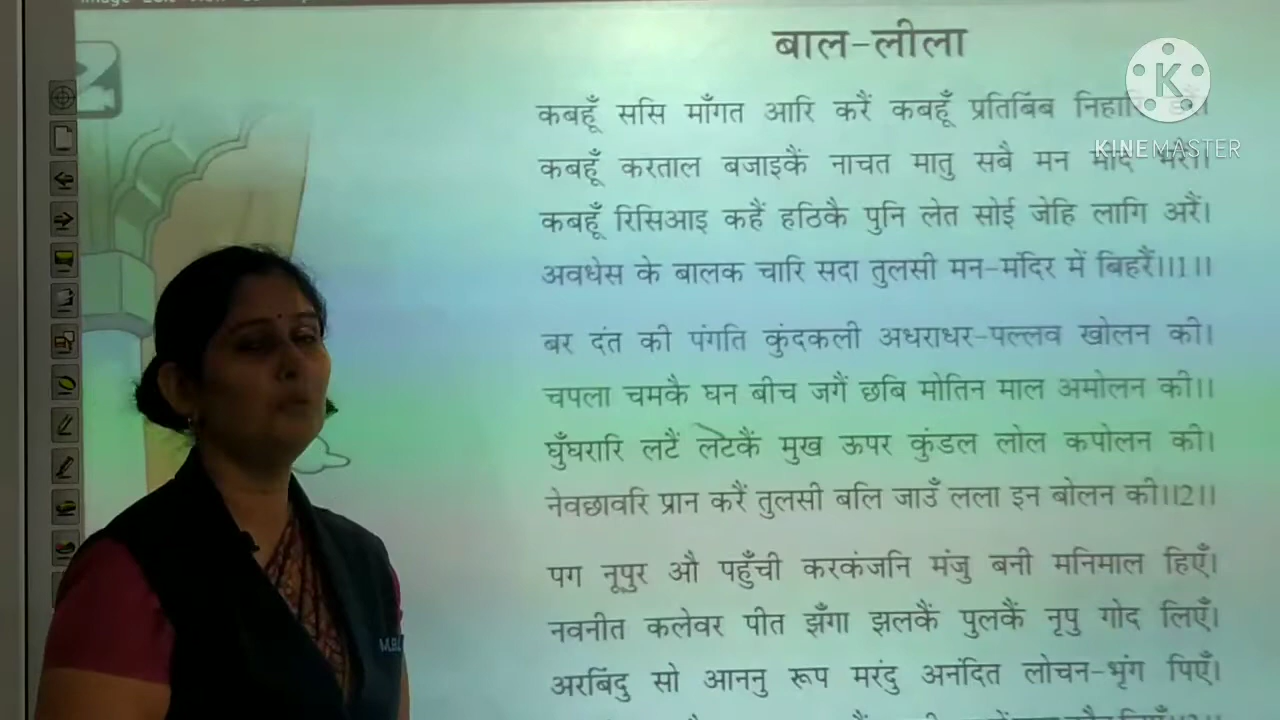 बाल-लीला
कबहूँ ससि माँगत आरि करैं कबहूँ प्रतिबिंब
KINEMASTER
कबहूँ करताल बजाइकैं नाचत मातु सबै मन मोद
कबहूँ रिसिआइ कहैं हठिकै पुनि लेत सोई जेहि लागि अरैं।
अवधेस के बालक चारि सदा तुलसी मन-मंदिर में बिहरैं।।1।।
बर दंत की पंगति कुंदकली अधराधर-पल्लव खोलन की।
चपला चमकै घन बीच जगैं छबि मोतिन माल अमोलन की।।
घुँघरारि लटैं लटकैं मुख ऊपर कुंडल लोल कपोलन की।
नेवछावरि प्रान करैं तुलसी बलि जाउँ लला इन बोलन की।।2।।
पग नूपुर औ पहुँची करकंजनि मंजु बनी मनिमाल हिएँ।
नवनीत कलेवर पीत झँगा झलकैं पुलकैं नृपु गोद लिएँ।
अरबिंदु सो आननु रूप मरंदु अनंदित लोचन-भृंग पिएँ।